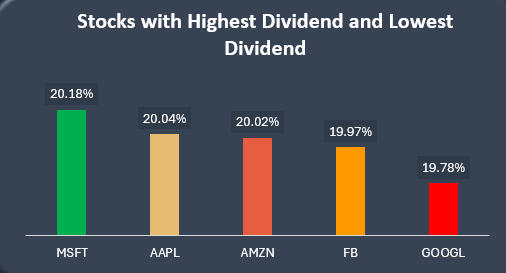 Stocks with Highest Dividend and Lowest
Dividend
20.18%
20.04%
20.02%
19.97%
19.78%
MSFT AAPL AMZN FB GOOGL